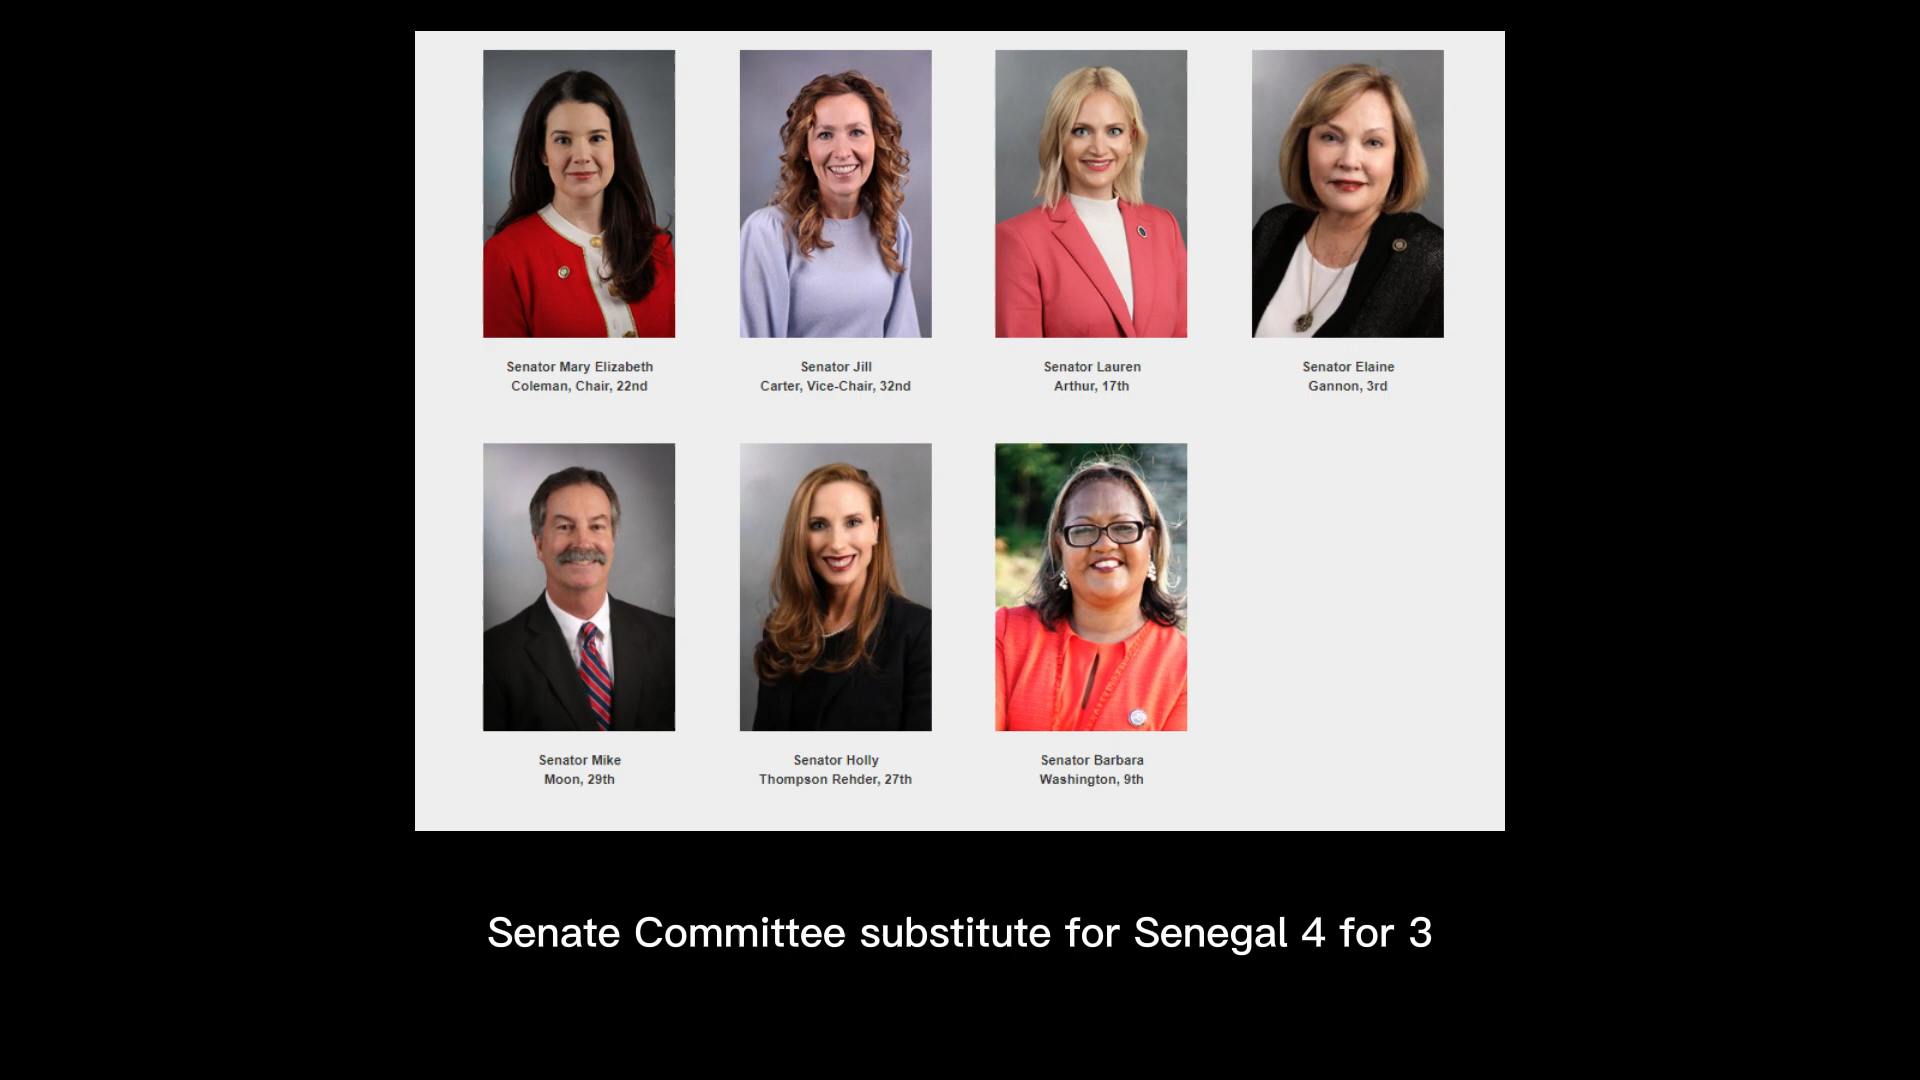 Senator Mary Elizabeth
Coleman, Chair, 22nd
Senator Jill
Carter, Vice-Chair, 32nd
Senator Lauren
Arthur, 17th
Senator Elaine
Gannon, 3rd
Senator Mike
Moon, 29th
Senator Holly
Thompson Rehder, 27th
Senator Barbara
Washington, 9th
Senate Committee substitute for Senegal 4 for 3